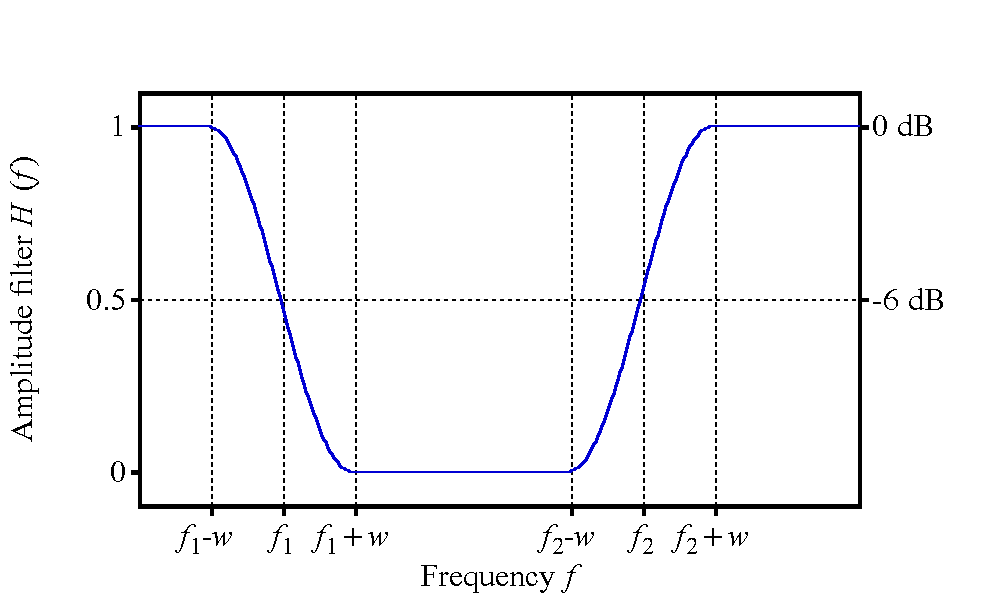 Amplitude filter H (f)
1
0.5
0
0 dB
-6 dB
f₁-w
f₁
f₁+w
f₂-w
f₂
f₂+w
Frequency f